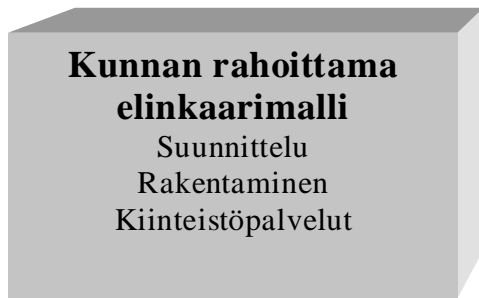 Kunnan rahoittama
elinkaarimalli
Suunnittelu
Rakentaminen
Kiinteistöpalvelut